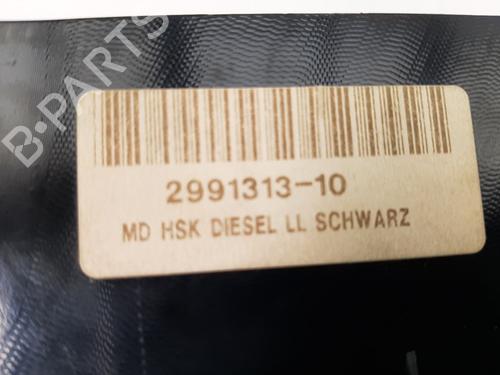 B-PARTS
2991313-10
MD HSK DIESEL LL SCHWARZ